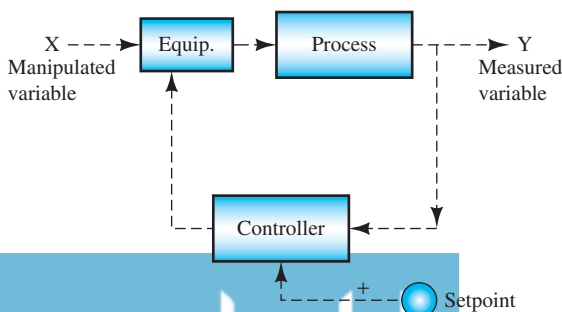 X
Manipulated
variable
Equip.
Process
Y
Measured
variable
Controller
+
Setpoint